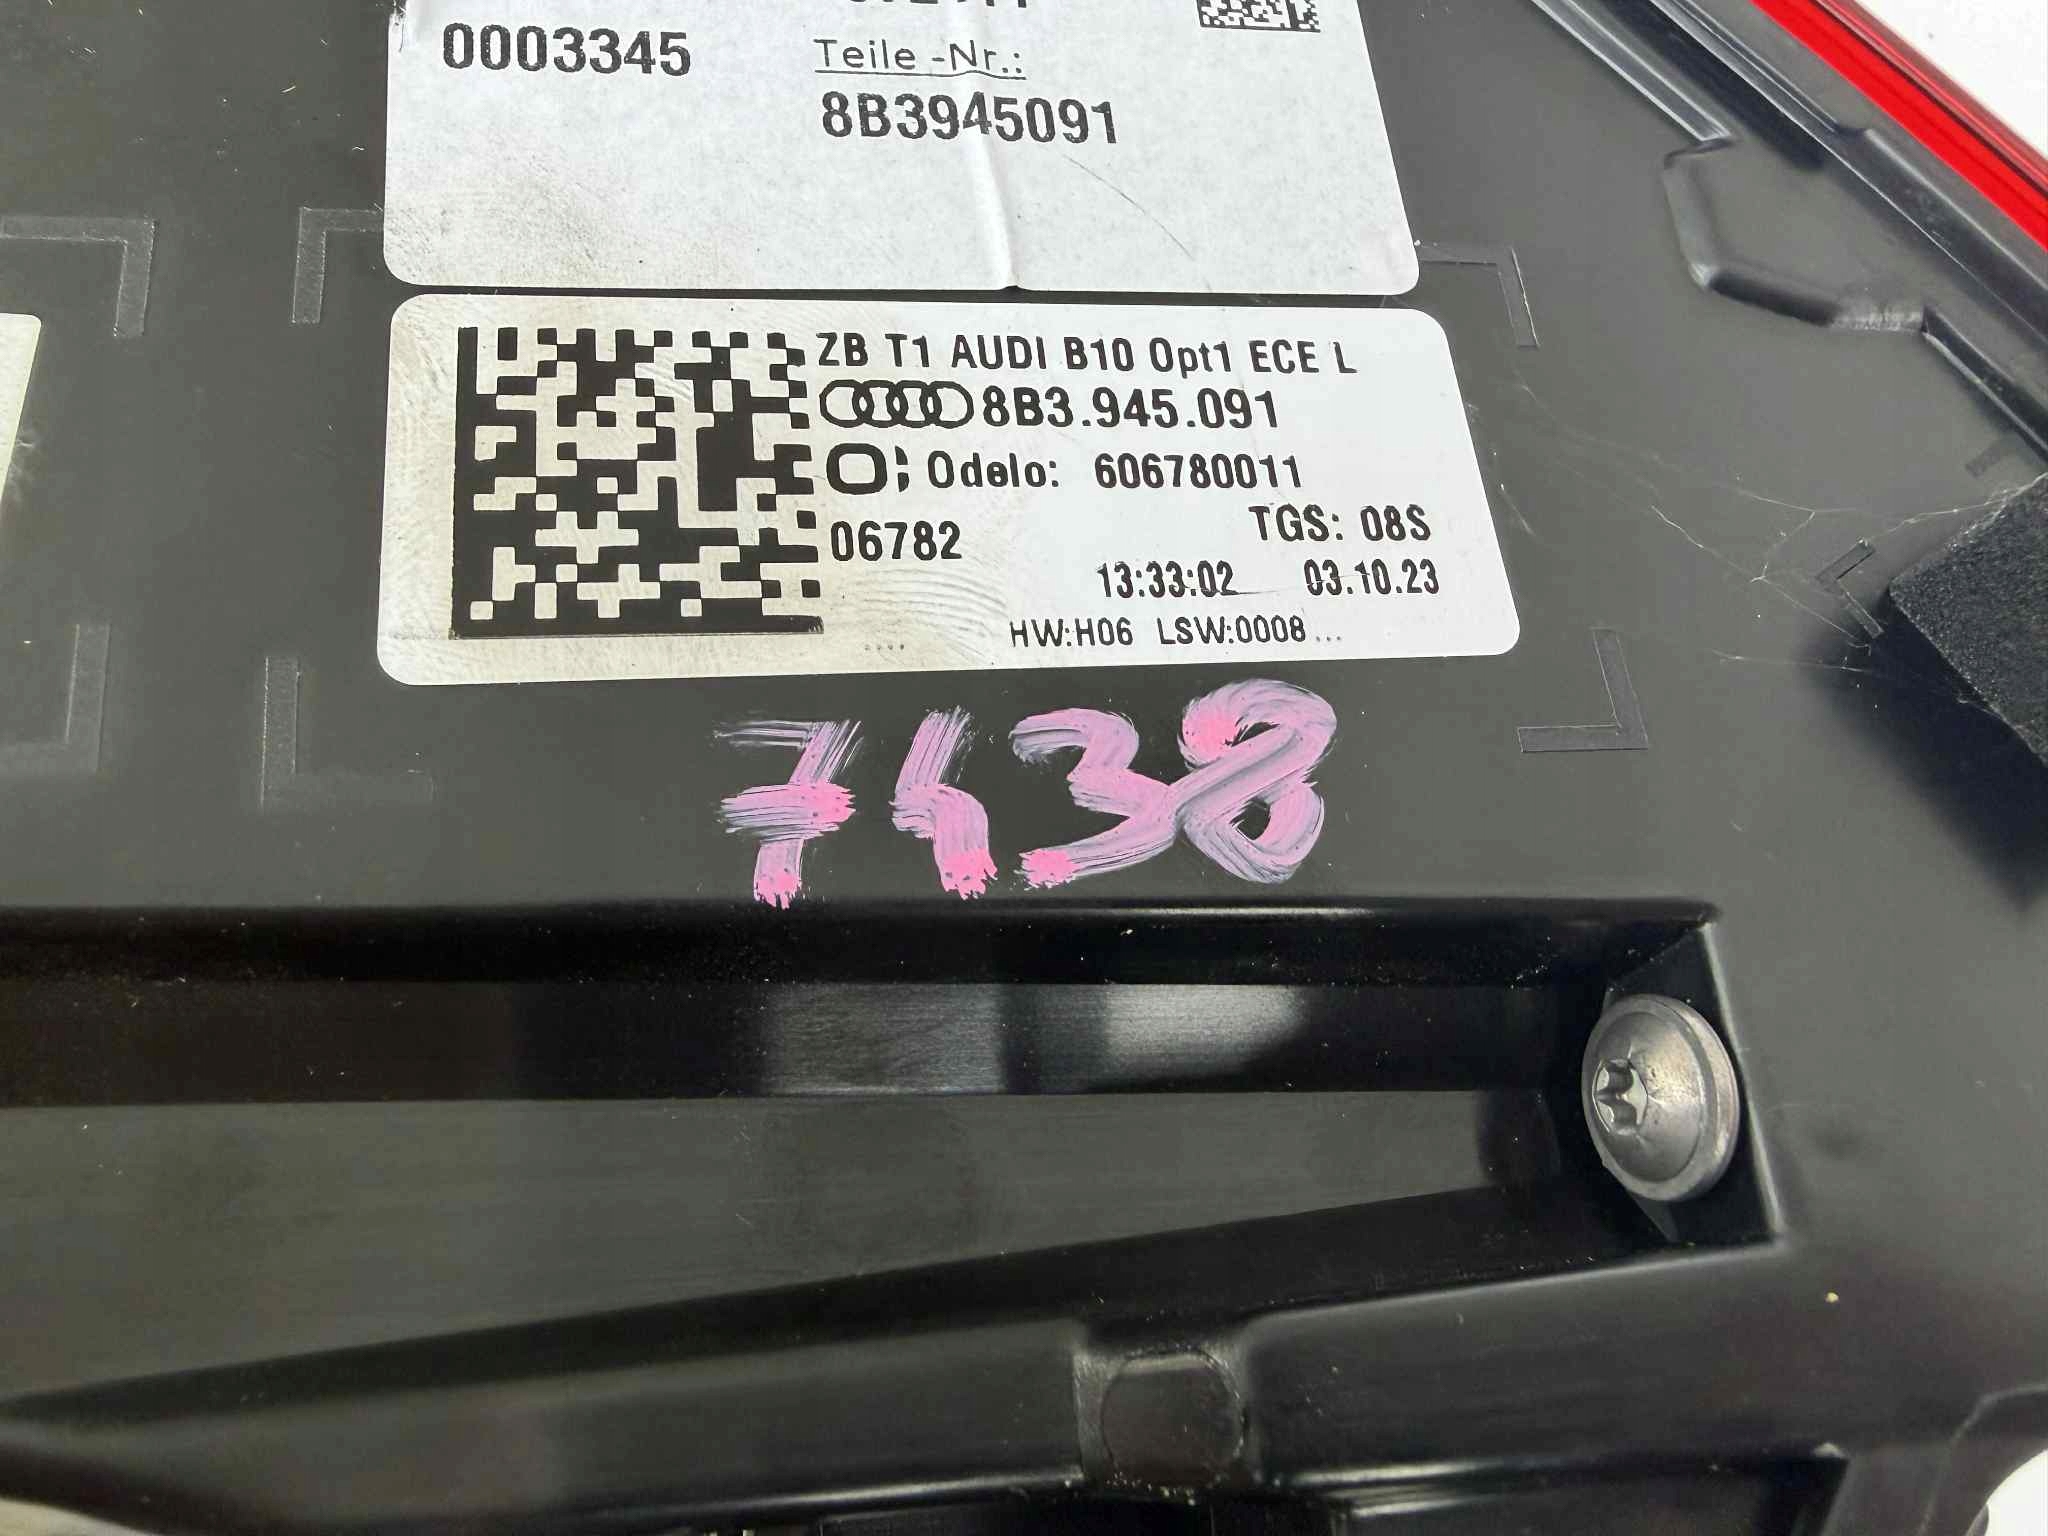 0003345
Teile -Nr.:
8B3945091
ZB T1 AUDI B10 Opt1 ECE L
8B3.945.091
Odelo: 606780011
06782
TGS: 08S
13:33:02 03.10.23
HW:H06 LSW:0008...
7438